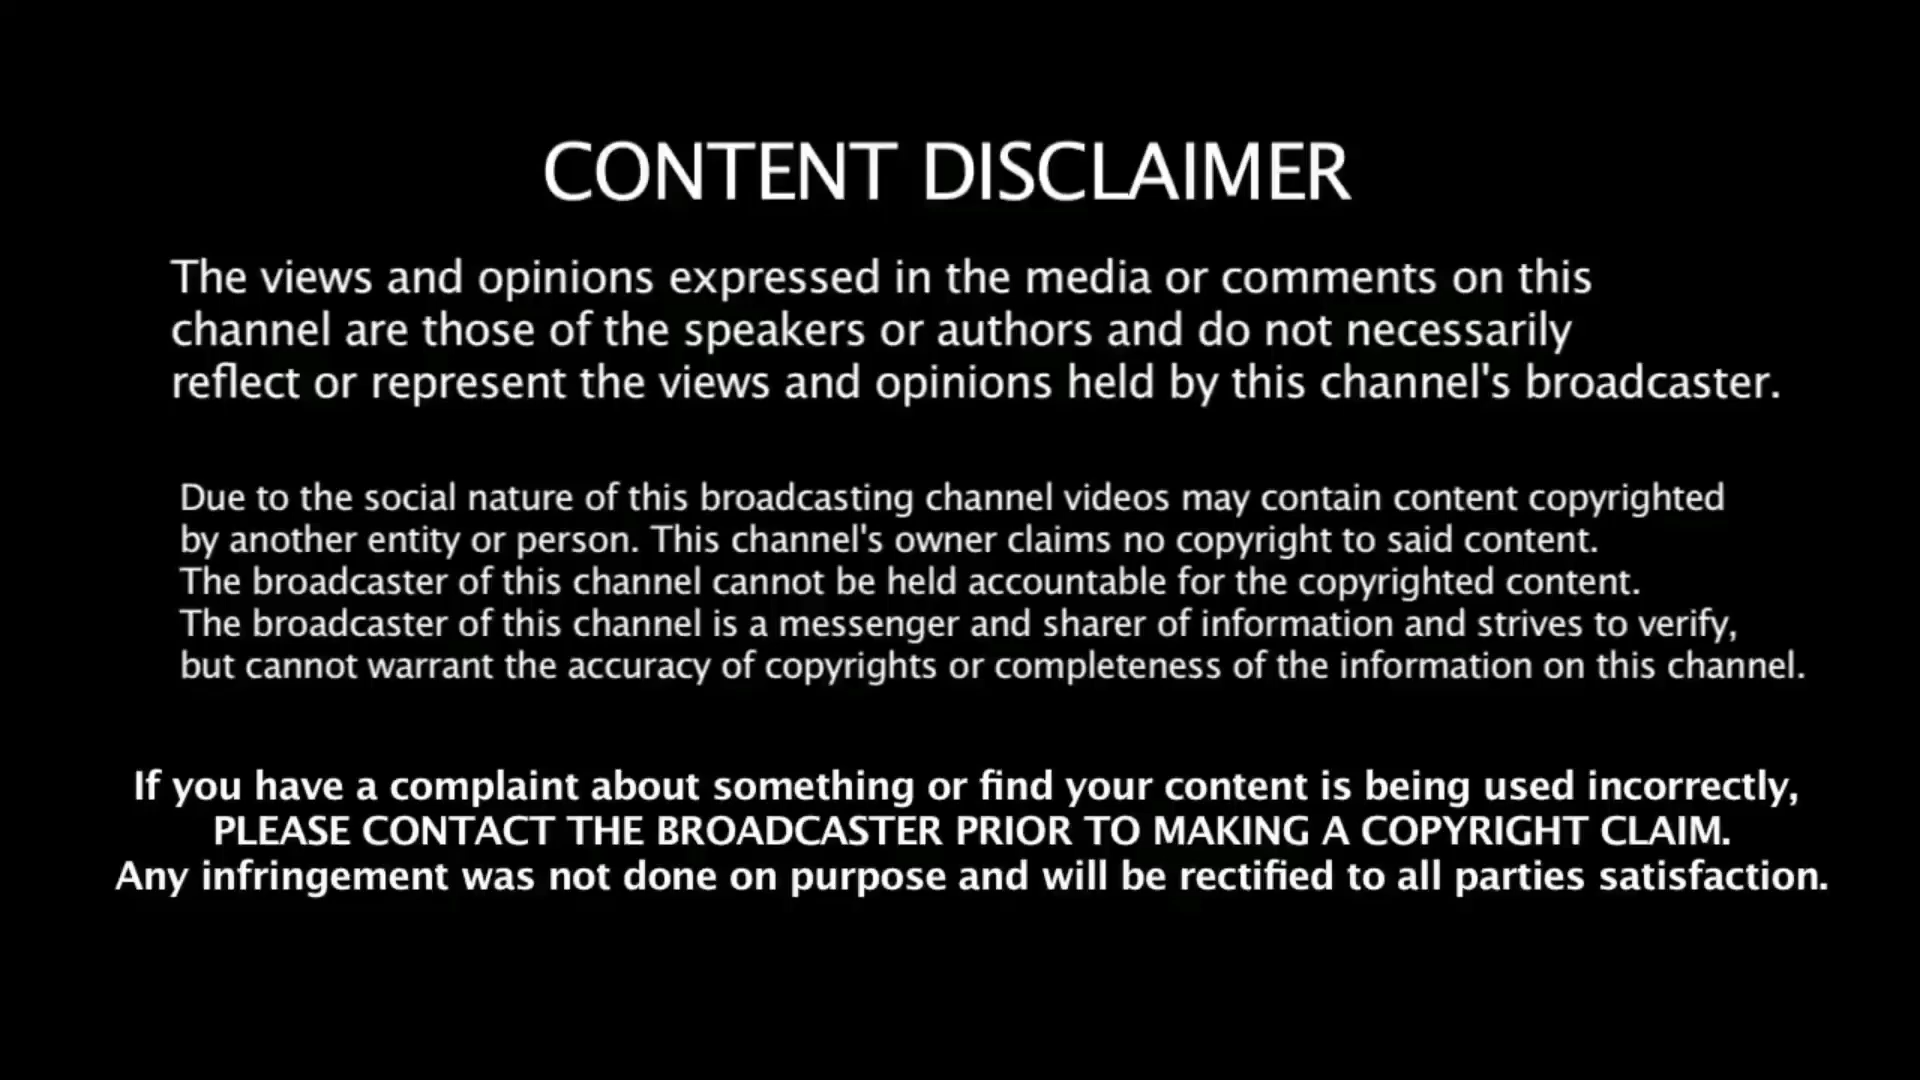 CONTENT DISCLAIMER
The views and opinions expressed in the media or comments on this
channel are those of the speakers or authors and do not necessarily
reflect or represent the views and opinions held by this channel's broadcaster.
Due to the social nature of this broadcasting channel videos may contain content copyrighted
by another entity or person. This channel's owner claims no copyright to said content.
The broadcaster of this channel cannot be held accountable for the copyrighted content.
The broadcaster of this channel is a messenger and sharer of information and strives to verify,
but cannot warrant the accuracy of copyrights or completeness of the information on this channel.
If you have a complaint about something or find your content is being used incorrectly,
PLEASE CONTACT THE BROADCASTER PRIOR TO MAKING A COPYRIGHT CLAIM.
Any infringement was not done on purpose and will be rectified to all parties satisfaction.